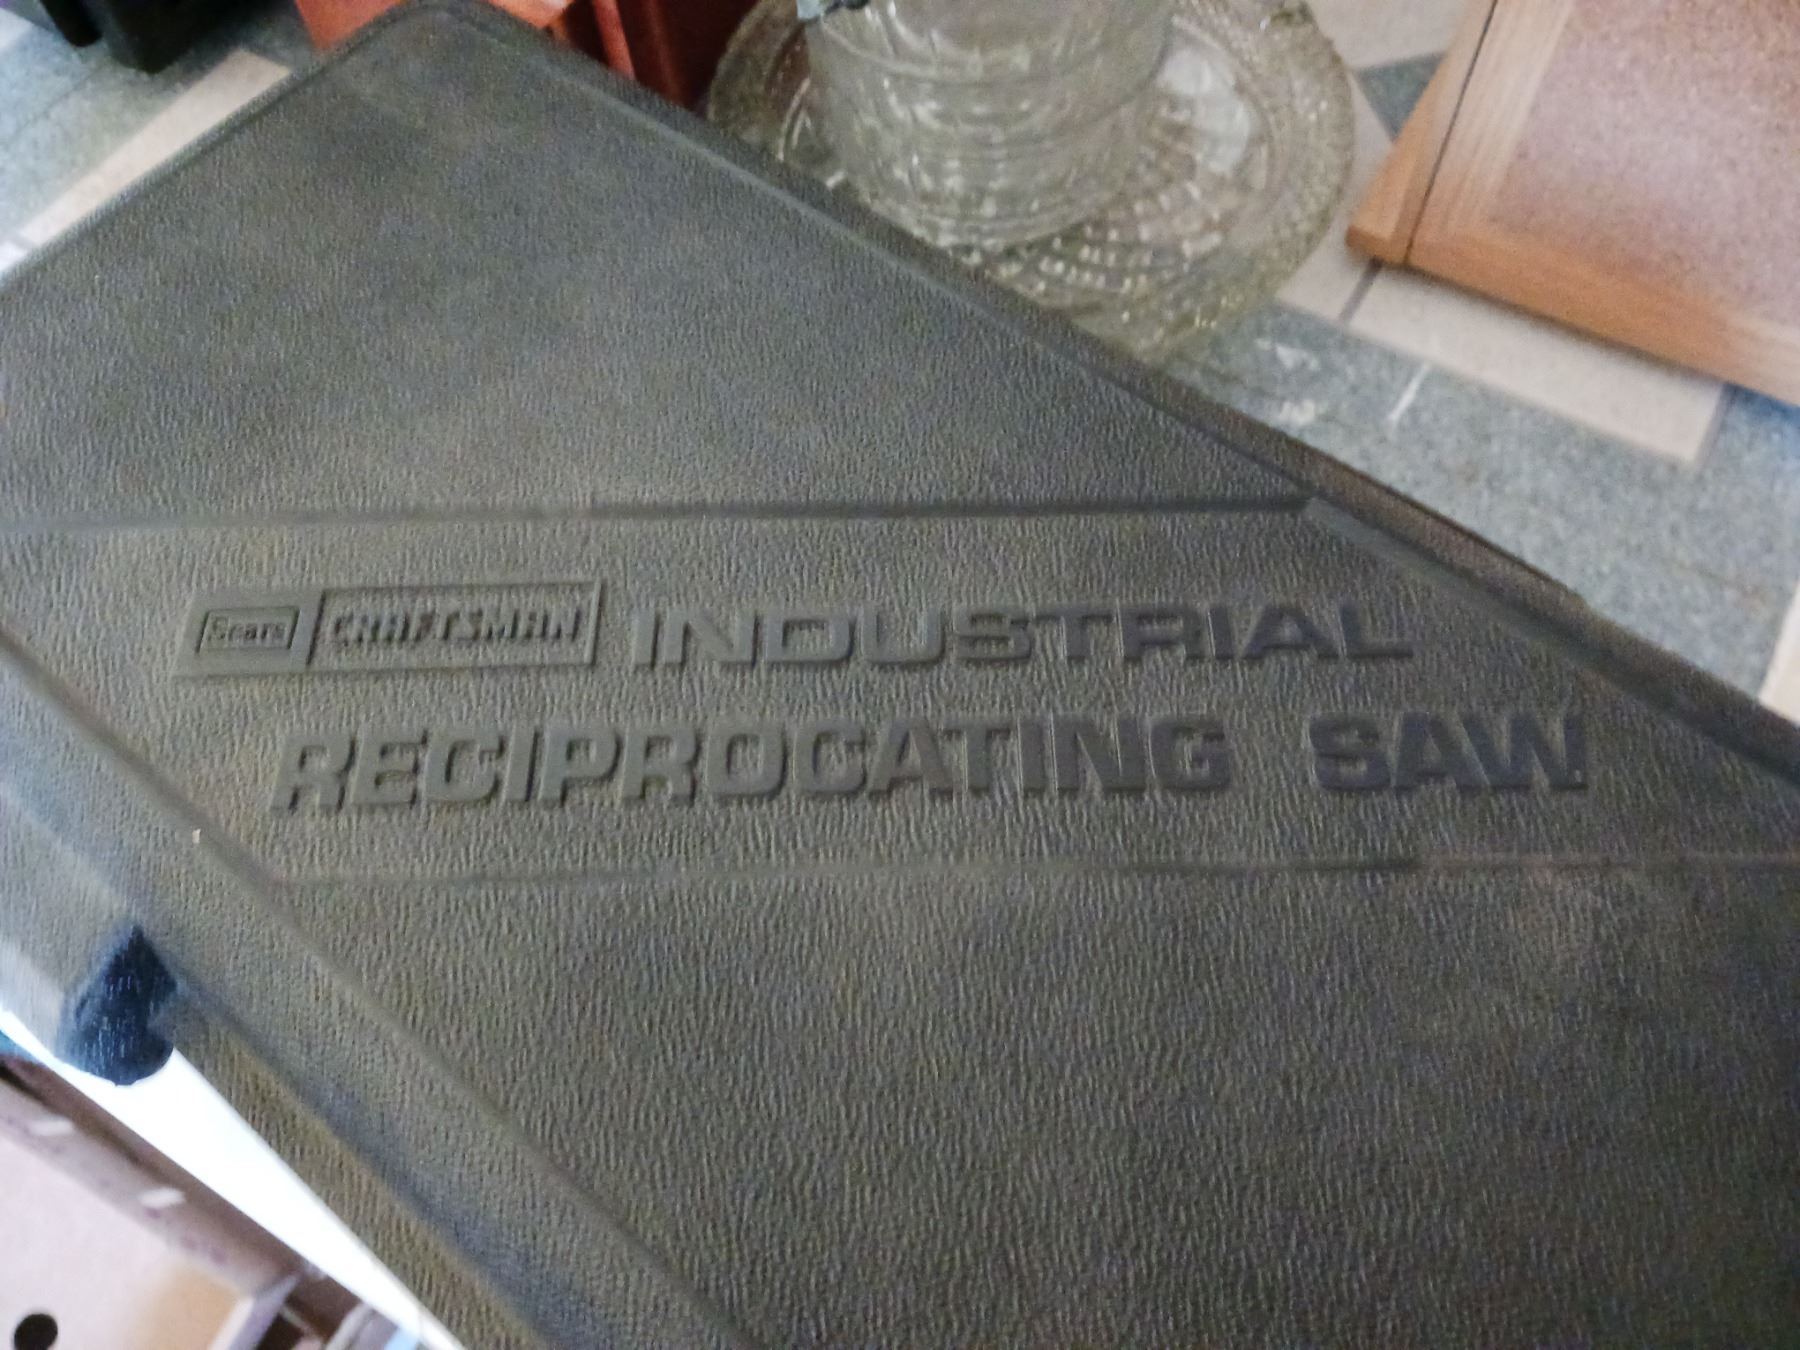 Sears CRAFTSMAN INDUSTRIAL
RECIPROCATING SAW